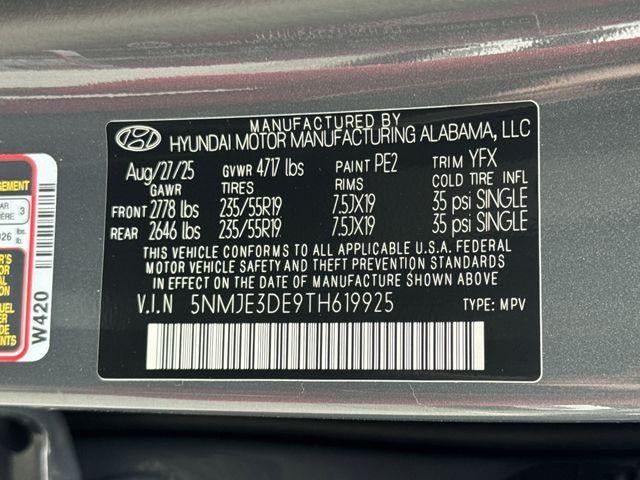 MANUFACTURED BY
HYUNDAI MOTOR MANUFACTURING ALABAMA, LLC
Aug/27/25 GVWR 4717 lbs PAINT PE2 TRIM YFX
GAWR TIRES RIMS COLD TIRE INFL
FRONT 2778 lbs 235/55R19 7.5JX19 35 psi SINGLE
REAR 2646 lbs 235/55R19 7.5JX19 35 psi SINGLE
THIS VEHICLE CONFORMS TO ALL APPLICABLE U.S.A. FEDERAL
MOTOR VEHICLE SAFETY AND THEFT PREVENTION STANDARDS
IN EFFECT ON THE DATE OF MANUFACTURE SHOWN ABOVE.
V.I.N 5NMJE3DE9TH619925 TYPE: MPV
W420